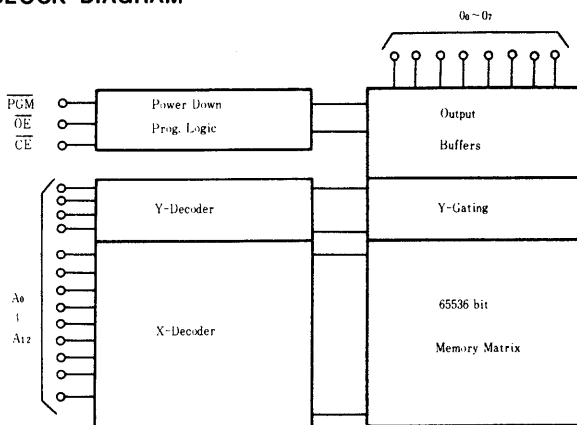 BLOCK DIAGRAM
O₀~O₇
PGM
OE
CE
Power Down
Prog. Logic
Output
Buffers
Y-Decoder
Y-Gating
A₀
A₁₂
X-Decoder
65536 bit
Memory Matrix